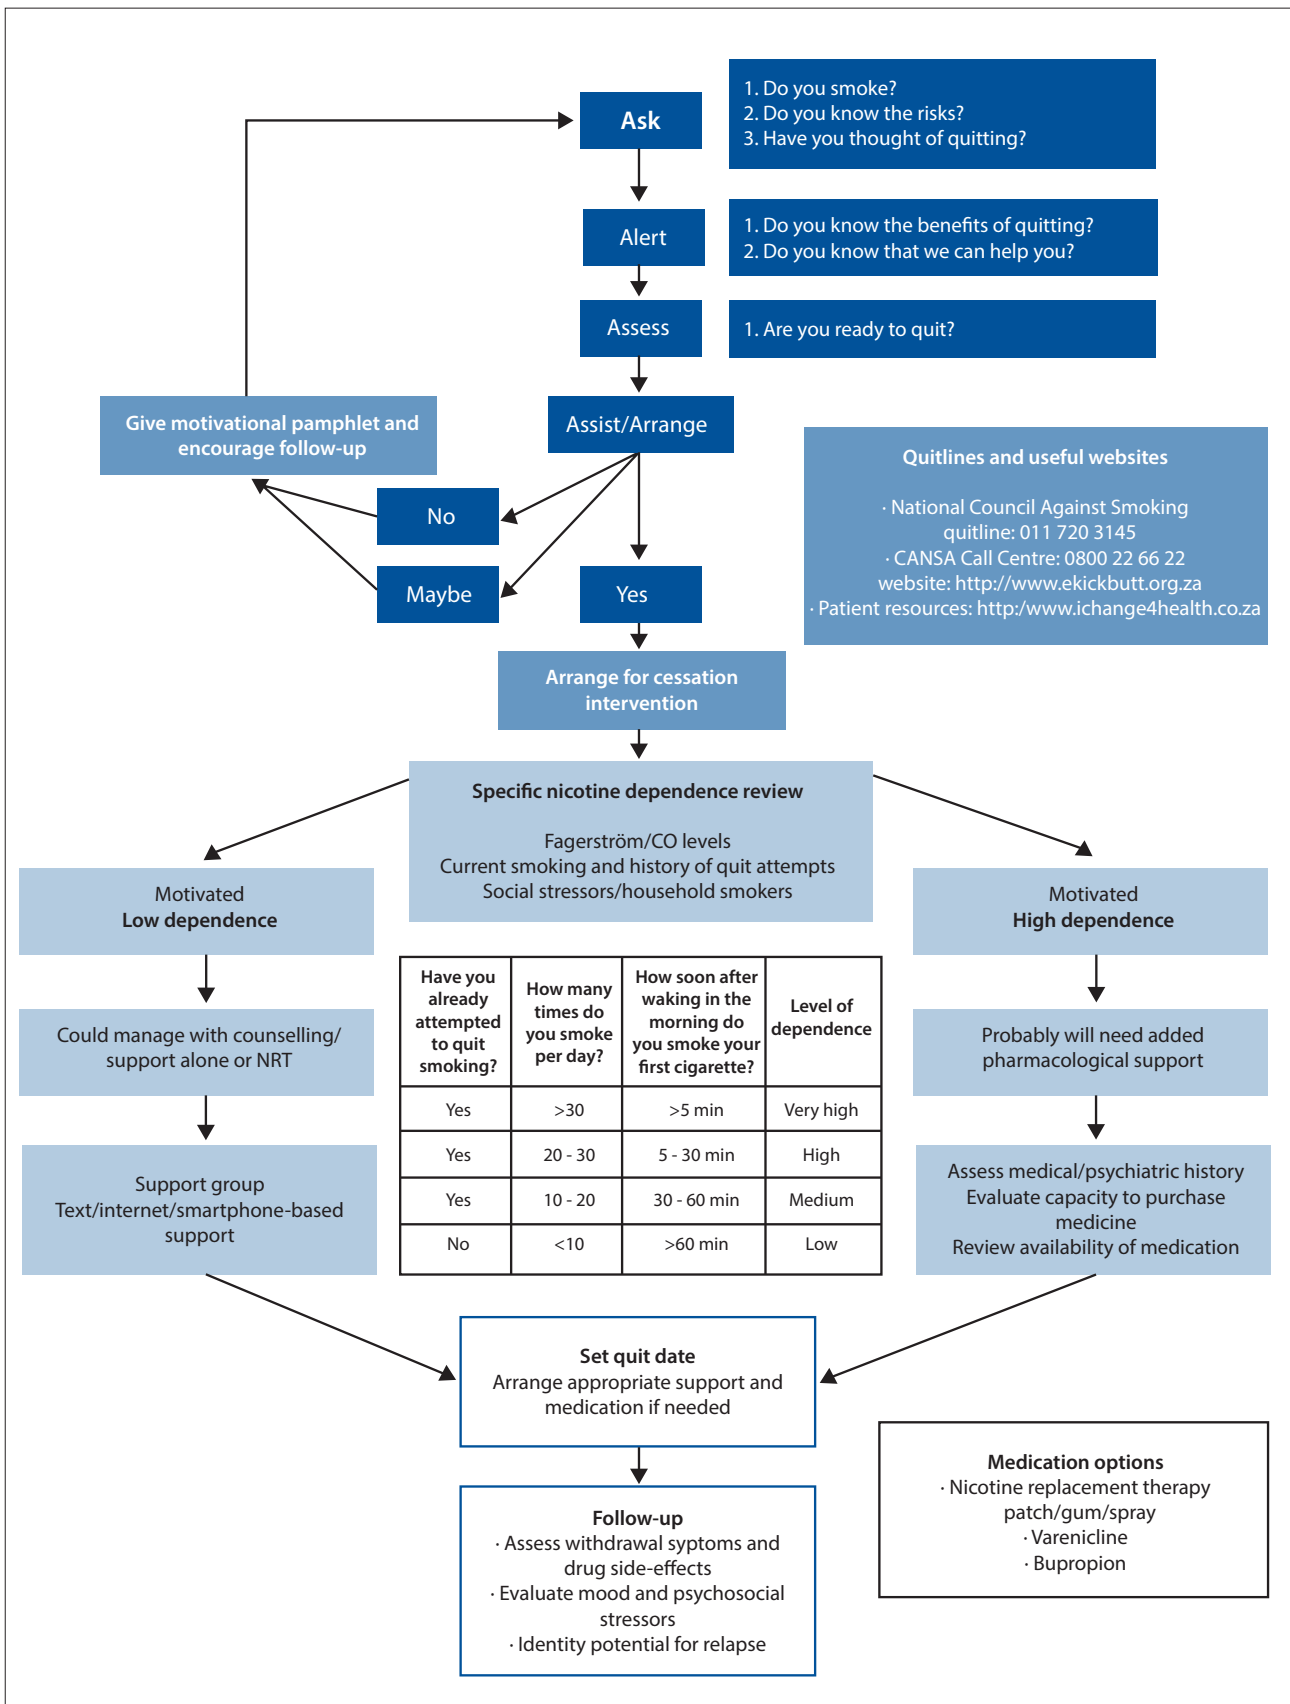 Ask
1. Do you smoke?
2. Do you know the risks?
3. Have you thought of quitting?
Alert
1. Do you know the benefits of quitting?
2. Do you know that we can help you?
Assess
1. Are you ready to quit?
Give motivational pamphlet and
encourage follow-up
Assist/Arrange
No
Maybe
Yes
Quitlines and useful websites
· National Council Against Smoking
quitline: 011 720 3145
· CANSA Call Centre: 0800 22 66 22
website: http://www.ekickbutt.org.za
· Patient resources: http:/www.ichange4health.co.za
Arrange for cessation
intervention
Specific nicotine dependence review
Fagerström/CO levels
Current smoking and history of quit attempts
Social stressors/household smokers
Motivated
Low dependence
Motivated
High dependence
Could manage with counselling/
support alone or NRT
Probably will need added
pharmacological support
Support group
Text/internet/smartphone-based
support
Assess medical/psychiatric history
Evaluate capacity to purchase
medicine
Review availability of medication
Have you
already
attempted
to quit
smoking?
How many
times do
you smoke
per day?
How soon after
waking in the
morning do
you smoke your
first cigarette?
Level of
dependence
Yes >30 >5 min Very high
Yes 20 - 30 5 - 30 min High
Yes 10 - 20 30 - 60 min Medium
No <10 >60 min Low
Set quit date
Arrange appropriate support and
medication if needed
Follow-up
· Assess withdrawal syptoms and
drug side-effects
· Evaluate mood and psychosocial
stressors
· Identity potential for relapse
Medication options
· Nicotine replacement therapy
patch/gum/spray
· Varenicline
· Bupropion